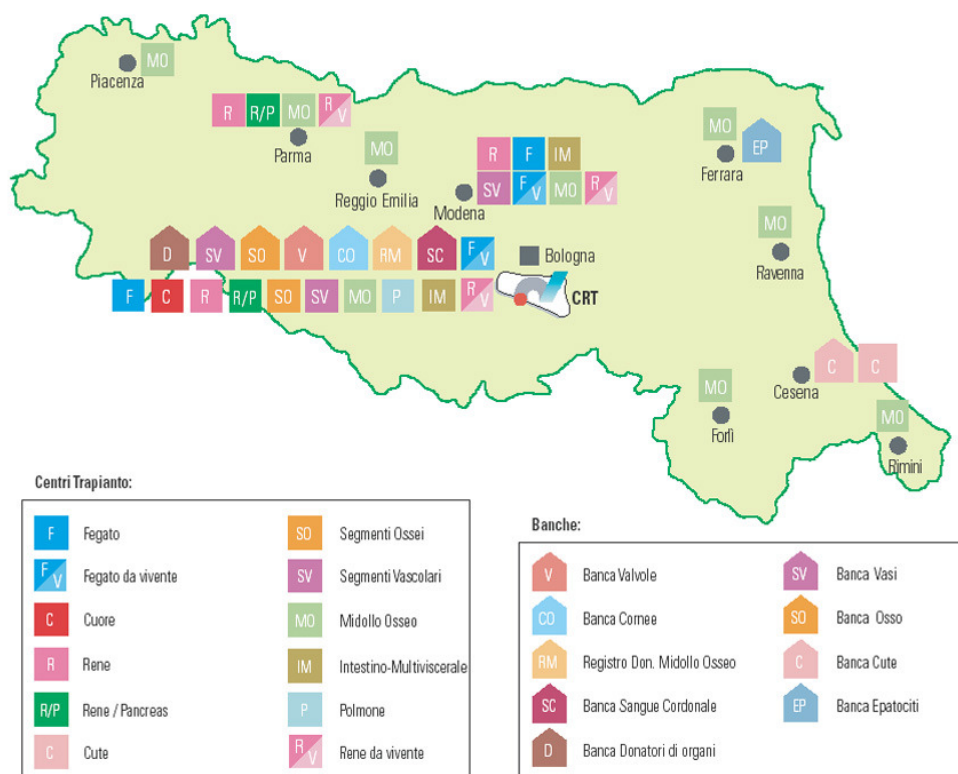 MO
Piacenza
R R/P MO R V
Parma
MO
Reggio Emilia
R F IM
SV F V MO R V
Modena
MO
EP
Ferrara
MO
Ravenna
D SV SO V CO RM SC F V
Bologna
F C R R/P SO SV MO P IM R V
CRT
C C
Cesena
MO
Forlì
MO
Rimini
Centri Trapianto:
F Fegato
F V Fegato da vivente
C Cuore
R Rene
R/P Rene / Pancreas
C Cute
SO Segmenti Ossei
SV Segmenti Vascolari
MO Midollo Osseo
IM Intestino-Multiviscerale
P Polmone
R V Rene da vivente
Banche:
V Banca Valvole
CO Banca Cornee
RM Registro Don. Midollo Osseo
SC Banca Sangue Cordonale
D Banca Donatori di organi
SV Banca Vasi
SO Banca Osso
C Banca Cute
EP Banca Epatociti